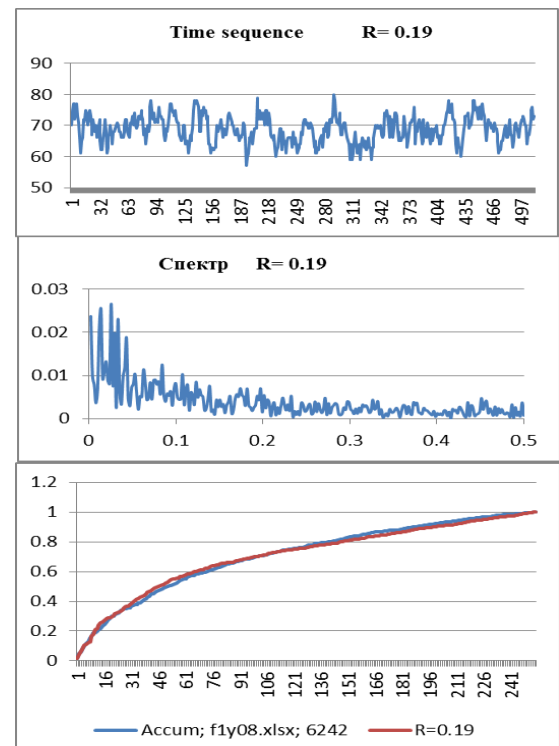 Time sequence R= 0.19
90
80
70
60
50
1 32 63 94 125 156 187 218 249 280 311 342 373 404 435 466 497
Спектр R= 0.19
0.03
0.02
0.01
0
0 0.1 0.2 0.3 0.4 0.5
1.2
1
0.8
0.6
0.4
0.2
0
1 16 31 46 61 76 91 106 121 136 151 166 181 196 211 226 241
Accum; f1y08.xlsx; 6242 R=0.19